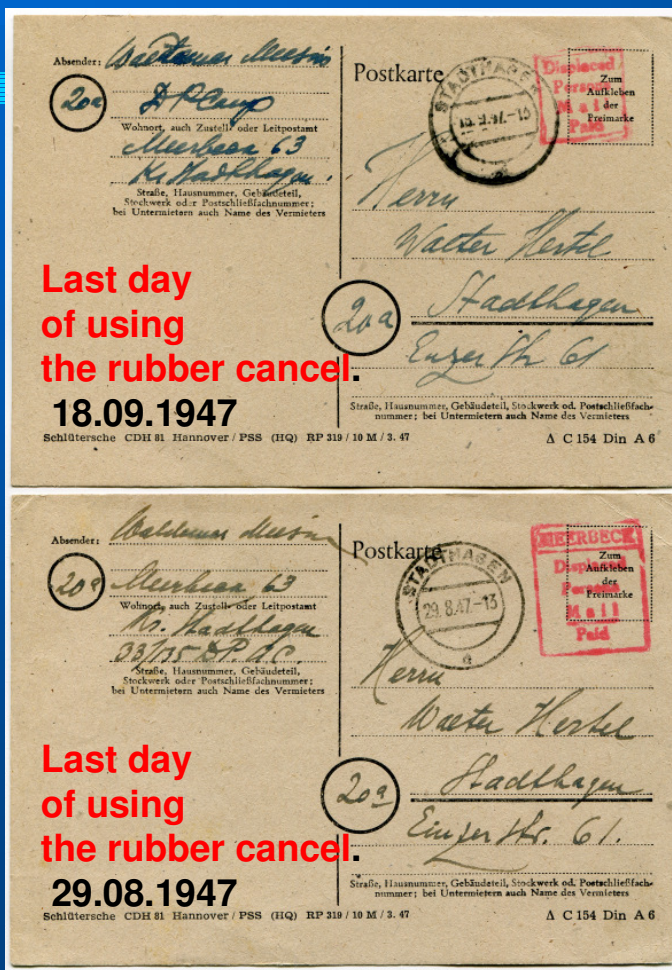 Absender: Waldemar
20a DP Camp
Wohnort, auch Zustell- oder Leitpostamt
Meerbeck 63
Kr. Stadthagen.
Straße, Hausnummer, Gebäudeteil,
Stockwerk oder Postschließfachnummer;
bei Untermietern auch Name des Vermieters
Postkarte
STADTHAGEN
.9.47.-13
a
Displaced
Persons
Mail
Paid
Zum
Aufkleben
der
Freimarke
Herrn
Walter Hertel
20a Stadthagen
Enzer Str 61
Straße, Hausnummer, Gebäudeteil, Stockwerk od. Postschließfach-
nummer; bei Untermietern auch Name des Vermieters
Last day
of using
the rubber cancel.
18.09.1947
Schlütersche CDH 81 Hannover / PSS (HQ) RP 319 / 10 M / 3. 47
Δ C 154 Din A 6
Absender: Waldemar
20a Meerbeck 63
Wohnort, auch Zustell- oder Leitpostamt
Kr. Stadthagen
DP. AC.
Straße, Hausnummer, Gebäudeteil,
Stockwerk oder Postschließfachnummer;
bei Untermietern auch Name des Vermieters
Postkarte
STADTHAGEN
29.8.47.-13
a
MEERBECK
Displaced
Persons
Mail
Paid
Zum
Aufkleben
der
Freimarke
Herrn
Walter Hertel
20a Stadthagen
Enzer Str. 61.
Straße, Hausnummer, Gebäudeteil, Stockwerk od. Postschließfach-
nummer; bei Untermietern auch Name des Vermieters
Last day
of using
the rubber cancel.
29.08.1947
Schlütersche CDH 81 Hannover / PSS (HQ) RP 319 / 10 M / 3. 47
Δ C 154 Din A 6